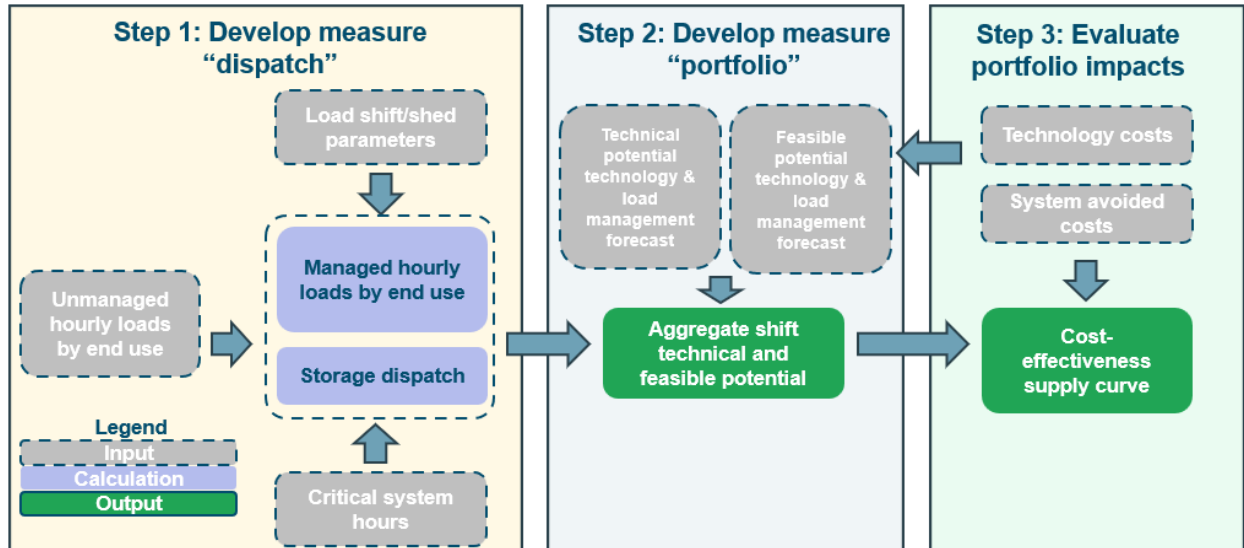 Step 1: Develop measure
“dispatch”
Load shift/shed
parameters
Unmanaged
hourly loads
by end use
Managed hourly
loads by end use
Storage dispatch
Critical system
hours
Legend
Input
Calculation
Output
Step 2: Develop measure
“portfolio”
Technical
potential
technology &
load
management
forecast
Feasible
potential
technology &
load
management
forecast
Aggregate shift
technical and
feasible potential
Step 3: Evaluate
portfolio impacts
Technology costs
System avoided
costs
Cost-
effectiveness
supply curve